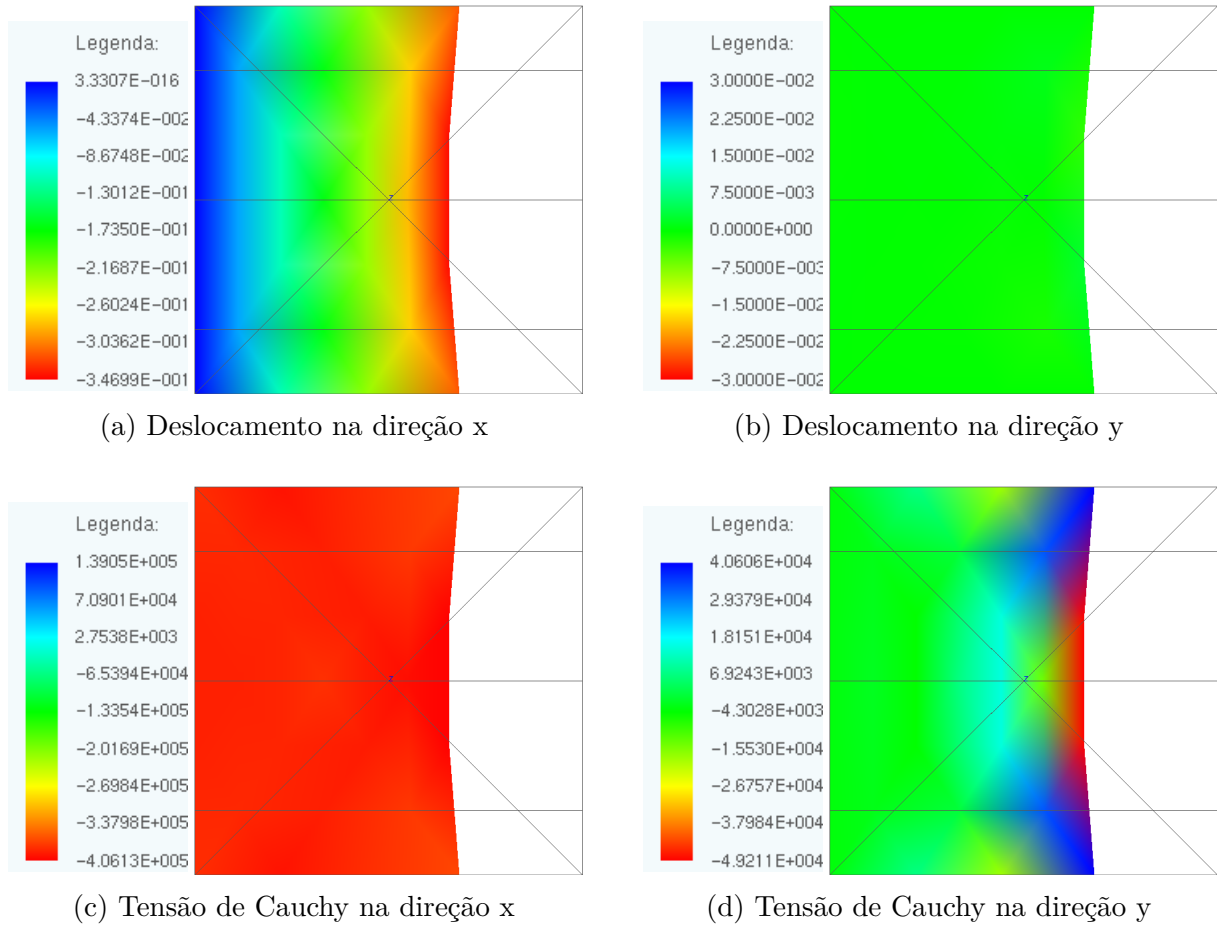 Legenda:
3.3307E-016
-4.3374E-002
-8.6748E-002
-1.3012E-001
-1.7350E-001
-2.1687E-001
-2.6024E-001
-3.0362E-001
-3.4699E-001
z
(a) Deslocamento na direção x
Legenda:
3.0000E-002
2.2500E-002
1.5000E-002
7.5000E-003
0.0000E+000
-7.5000E-003
-1.5000E-002
-2.2500E-002
-3.0000E-002
z
(b) Deslocamento na direção y
Legenda:
1.3905E+005
7.0901E+004
2.7538E+003
-6.5394E+004
-1.3354E+005
-2.0169E+005
-2.6984E+005
-3.3798E+005
-4.0613E+005
z
(c) Tensão de Cauchy na direção x
Legenda:
4.0606E+004
2.9379E+004
1.8151E+004
6.9243E+003
-4.3028E+003
-1.5530E+004
-2.6757E+004
-3.7984E+004
-4.9211E+004
z
(d) Tensão de Cauchy na direção y